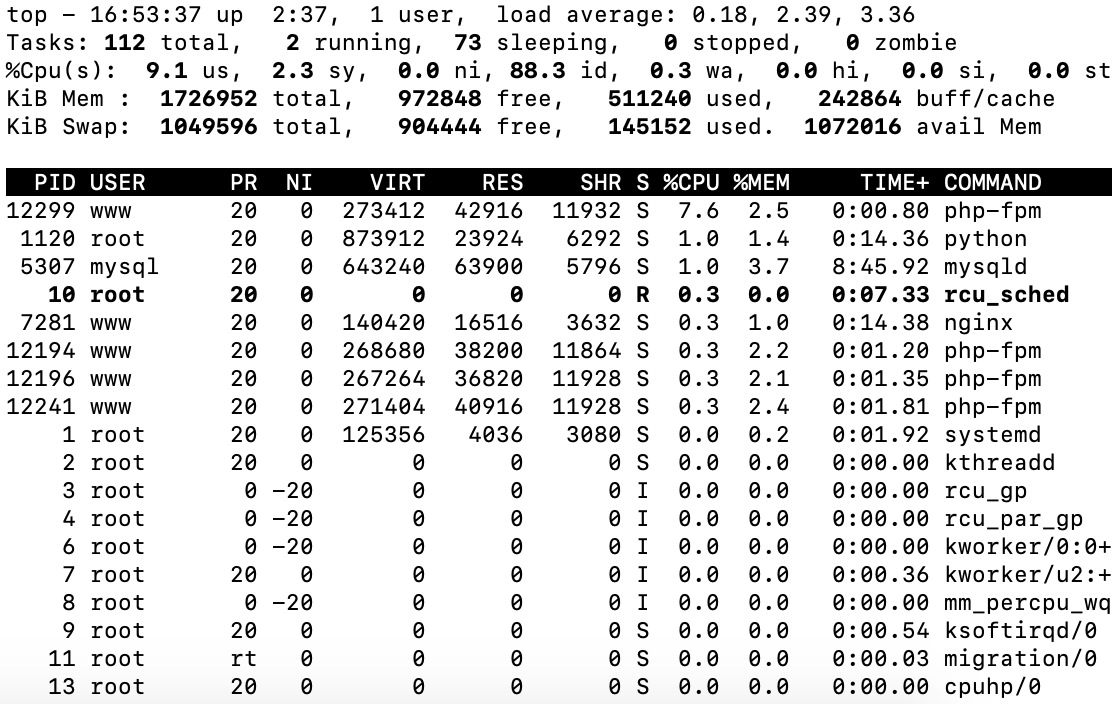 top - 16:53:37 up  2:37,  1 user,  load average: 0.18, 2.39, 3.36
Tasks: 112 total,   2 running,  73 sleeping,   0 stopped,   0 zombie
%Cpu(s):  9.1 us,  2.3 sy,  0.0 ni, 88.3 id,  0.3 wa,  0.0 hi,  0.0 si,  0.0 st
KiB Mem :  1726952 total,   972848 free,   511240 used,   242864 buff/cache
KiB Swap:  1049596 total,   904444 free,   145152 used.  1072016 avail Mem
PID USER      PR  NI    VIRT    RES    SHR S %CPU %MEM     TIME+ COMMAND
12299 www       20   0  273412  42916  11932 S  7.6  2.5   0:00.80 php-fpm
1120 root      20   0  873912  23924   6292 S  1.0  1.4   0:14.36 python
5307 mysql     20   0  643240  63900   5796 S  1.0  3.7   8:45.92 mysqld
10 root      20   0       0      0      0 R  0.3  0.0   0:07.33 rcu_sched
7281 www       20   0  140420  16516   3632 S  0.3  1.0   0:14.38 nginx
12194 www       20   0  268680  38200  11864 S  0.3  2.2   0:01.20 php-fpm
12196 www       20   0  267264  36820  11928 S  0.3  2.1   0:01.35 php-fpm
12241 www       20   0  271404  40916  11928 S  0.3  2.4   0:01.81 php-fpm
1 root      20   0  125356   4036   3080 S  0.0  0.2   0:01.92 systemd
2 root      20   0       0      0      0 S  0.0  0.0   0:00.00 kthreadd
3 root       0 -20       0      0      0 I  0.0  0.0   0:00.00 rcu_gp
4 root       0 -20       0      0      0 I  0.0  0.0   0:00.00 rcu_par_gp
6 root       0 -20       0      0      0 I  0.0  0.0   0:00.00 kworker/0:0+
7 root      20   0       0      0      0 I  0.0  0.0   0:00.36 kworker/u2:+
8 root       0 -20       0      0      0 I  0.0  0.0   0:00.00 mm_percpu_wq
9 root      20   0       0      0      0 S  0.0  0.0   0:00.54 ksoftirqd/0
11 root      rt   0       0      0      0 S  0.0  0.0   0:00.03 migration/0
13 root      20   0       0      0      0 S  0.0  0.0   0:00.00 cpuhp/0